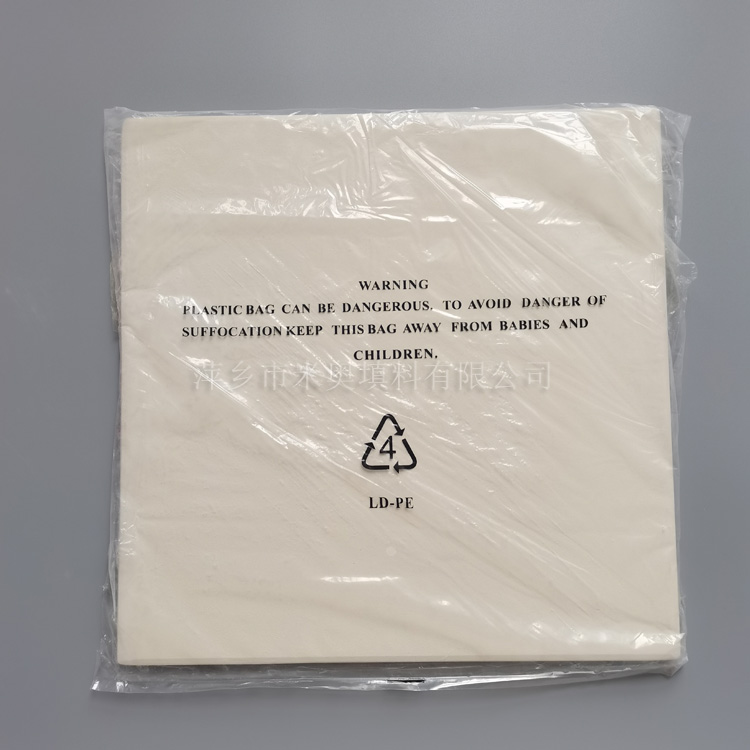 WARNING
PLASTIC BAG CAN BE DANGEROUS. TO AVOID DANGER OF
SUFFOCATION KEEP THIS BAG AWAY FROM BABIES AND
CHILDREN.
萍乡市米奥填料有限公司
4
LD-PE